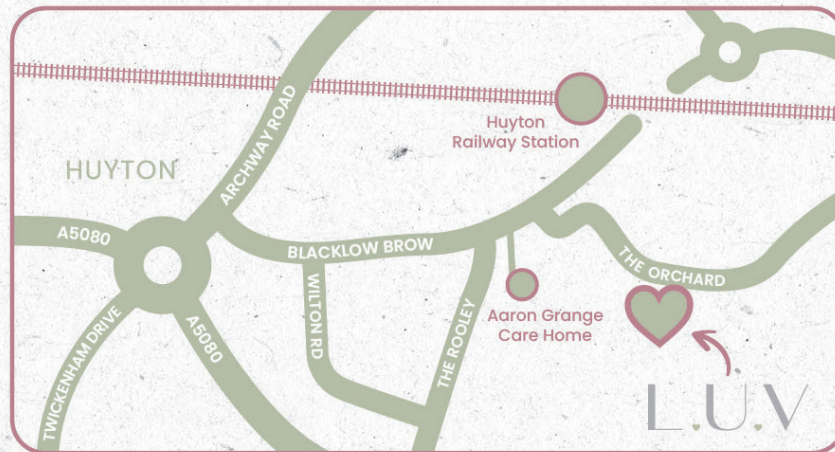 ARCHWAY ROAD
Huyton
Railway Station
HUYTON
A5080
BLACKLOW BROW
THE ORCHARD
WILTON RD
THE ROOLEY
Aaron Grange
Care Home
A5080
TWICKENHAM DRIVE
L.U.V